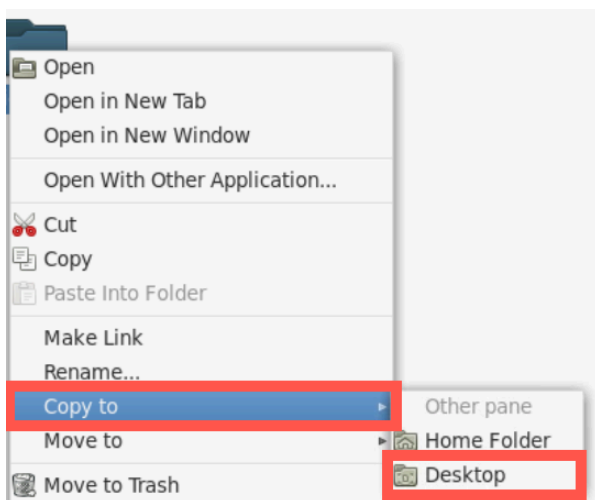 Open
Open in New Tab
Open in New Window
Open With Other Application...
Cut
Copy
Paste Into Folder
Make Link
Rename...
Copy to
Move to
Move to Trash
Other pane
Home Folder
Desktop